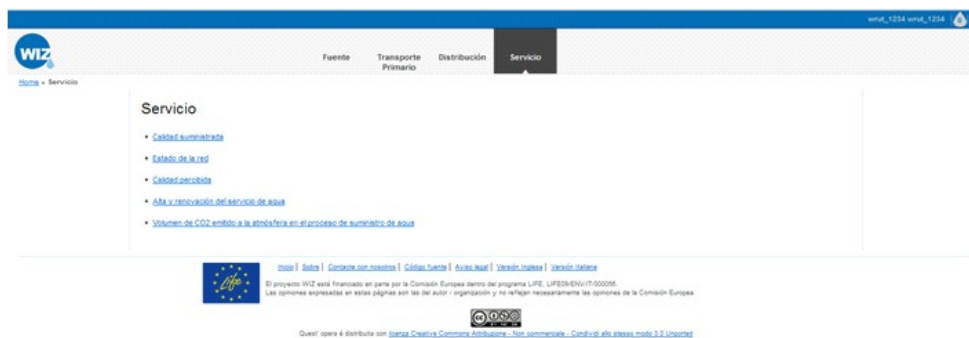 wrut_1234 wrut_1234
WIZ
Fuente
Transporte Primario
Distribución
Servicio
Home » Servicio
Servicio
Calidad suministrada
Estado de la red
Calidad percibida
Alta y renovación del servicio de agua
Volumen de CO2 emitido a la atmósfera en el proceso de suministro de agua
Inicio | Sobre | Contacte con nosotros | Código fuente | Aviso legal | Versión Inglesa | Versión Italiana
El proyecto WIZ está financiado en parte por la Comisión Europea dentro del programa LIFE, LIFE09/ENV/IT/000056.
Las opiniones expresadas en estas páginas son las del autor / organización y no reflejan necesariamente las opiniones de la Comisión Europea
Life
BY NC SA
Quest' opera è distribuita con licenza Creative Commons Attribuzione - Non commerciale - Condividi allo stesso modo 3.0 Unported